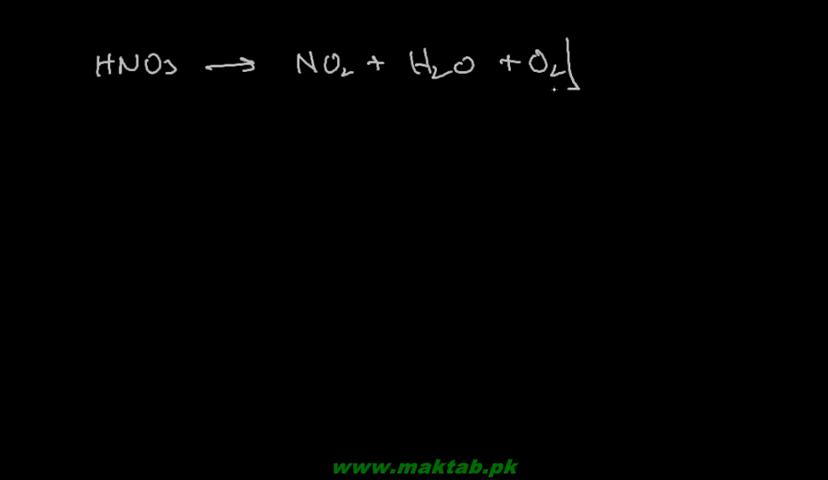 HNO3 → NO2 + H2O + O2
www.maktab.pk